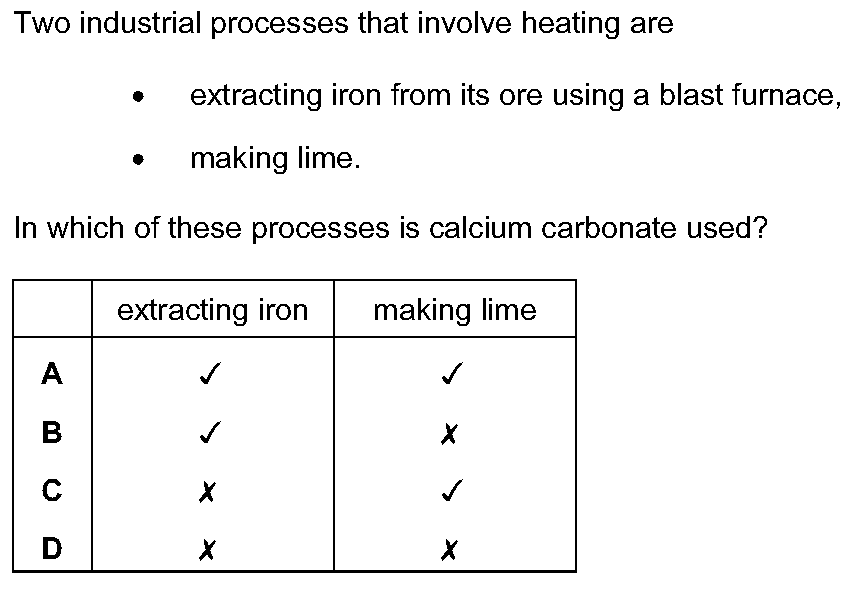 Two industrial processes that involve heating are
• extracting iron from its ore using a blast furnace,
• making lime.
In which of these processes is calcium carbonate used?
extracting iron making lime
A ✓ ✓
B ✓ ✗
C ✗ ✓
D ✗ ✗